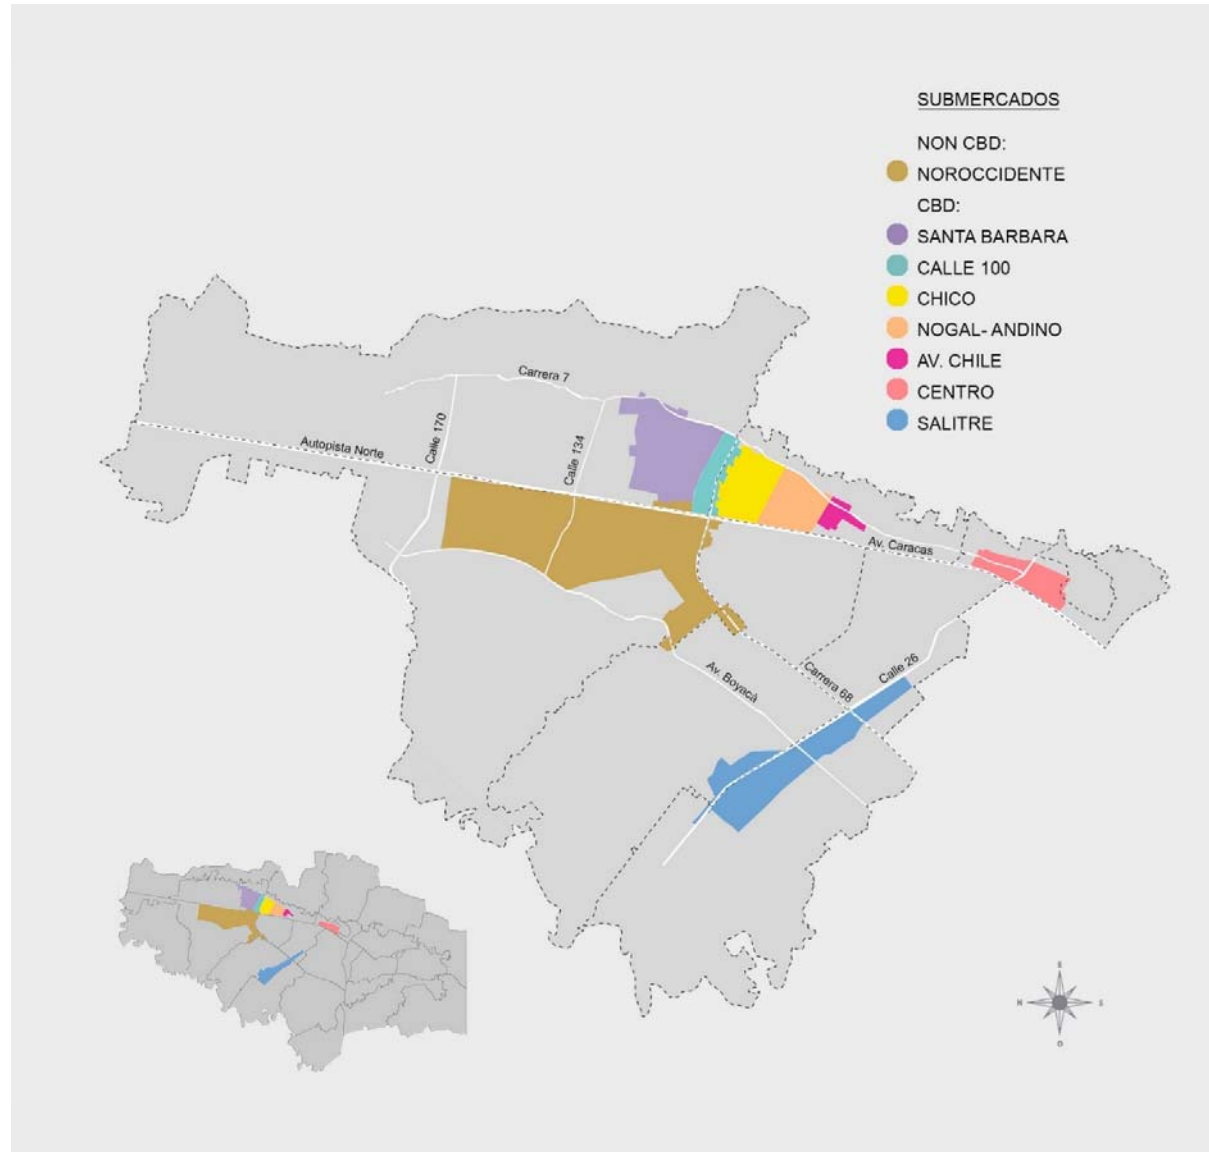 SUBMERCADOS
NON CBD:
NOROCCIDENTE
CBD:
SANTA BARBARA
CALLE 100
CHICO
NOGAL- ANDINO
AV. CHILE
CENTRO
SALITRE
Carrera 7
Calle 170
Autopista Norte
Calle 134
Av. Caracas
Av. Boyacá
Carrera 68
Calle 26
N
S
O